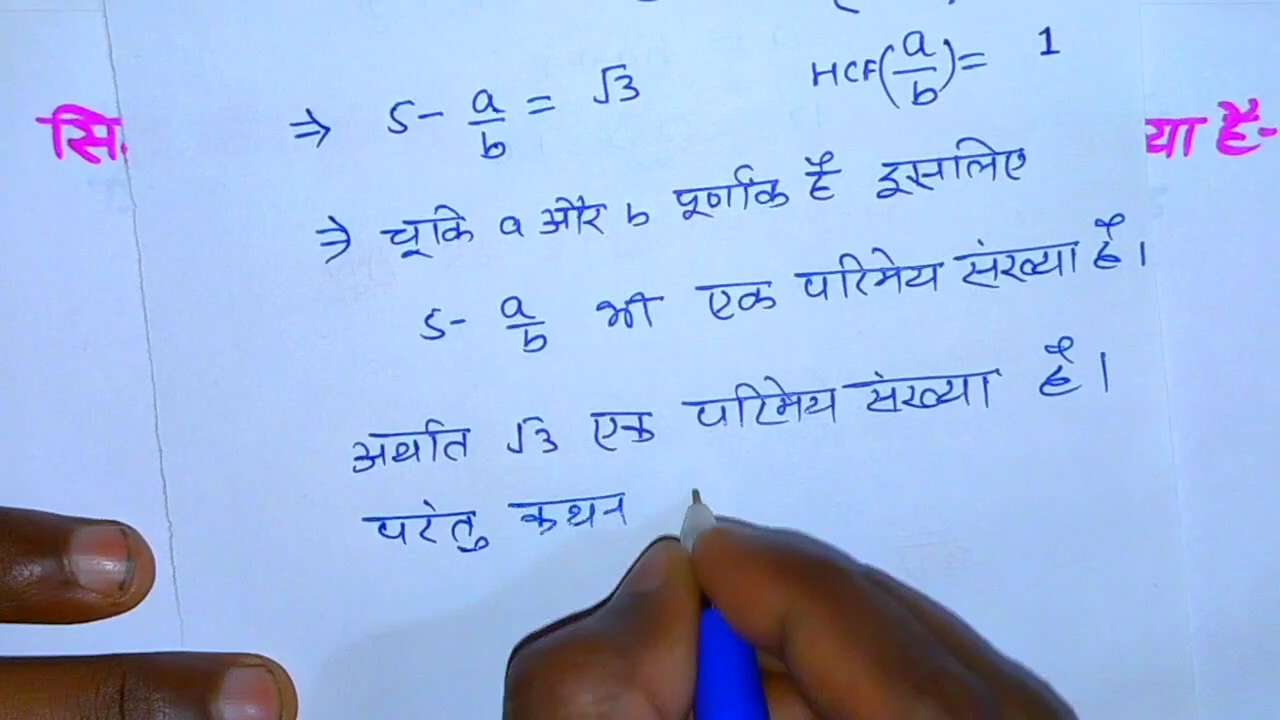 ⇒ 5 - a/b = √3 HCF(a/b) = 1
सि. या है-
⇒ चूकि a और b पूर्णांक है इसलिए
5 - a/b भी एक परिमेय संख्या है।
अर्थात √3 एक परिमेय संख्या है।
परंतु कथन